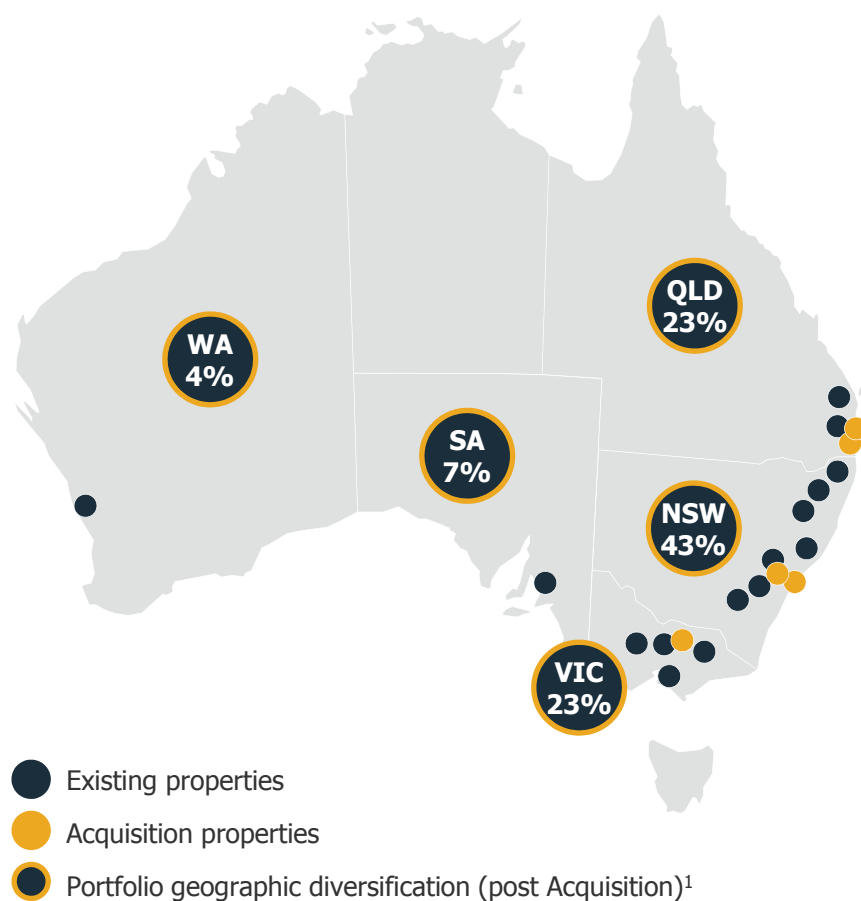 QLD
23%
WA
4%
SA
7%
NSW
43%
VIC
23%
Existing properties
Acquisition properties
Portfolio geographic diversification (post Acquisition)¹